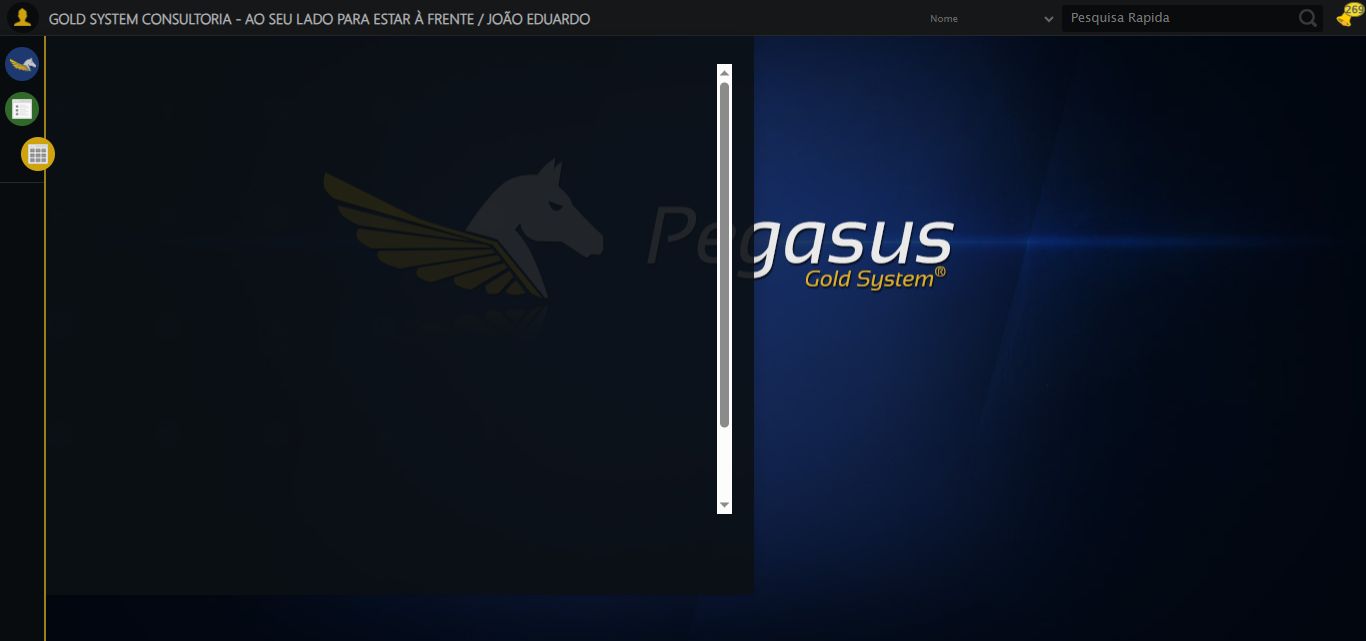 GOLD SYSTEM CONSULTORIA - AO SEU LADO PARA ESTAR À FRENTE / JOÃO EDUARDO
Nome
Pesquisa Rapida
269
Pegasus
Gold System®